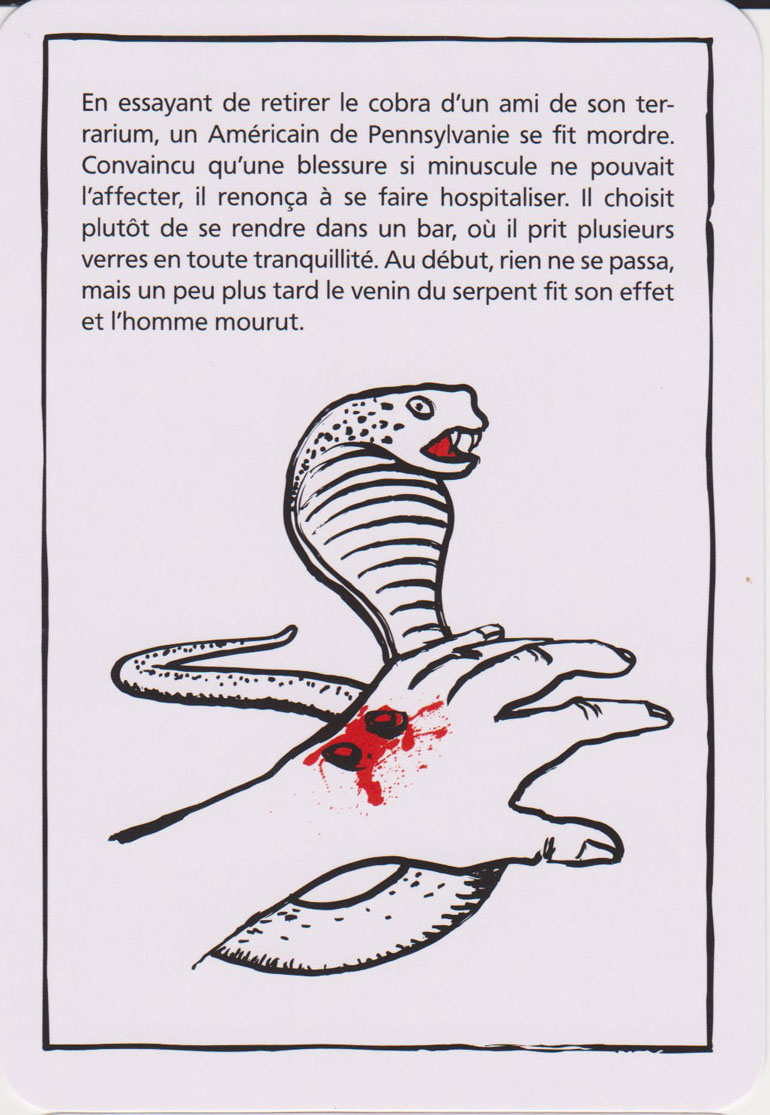 En essayant de retirer le cobra d'un ami de son ter-
rarium, un Américain de Pennsylvanie se fit mordre.
Convaincu qu'une blessure si minuscule ne pouvait
l'affecter, il renonça à se faire hospitaliser. Il choisit
plutôt de se rendre dans un bar, où il prit plusieurs
verres en toute tranquillité. Au début, rien ne se passa,
mais un peu plus tard le venin du serpent fit son effet
et l'homme mourut.